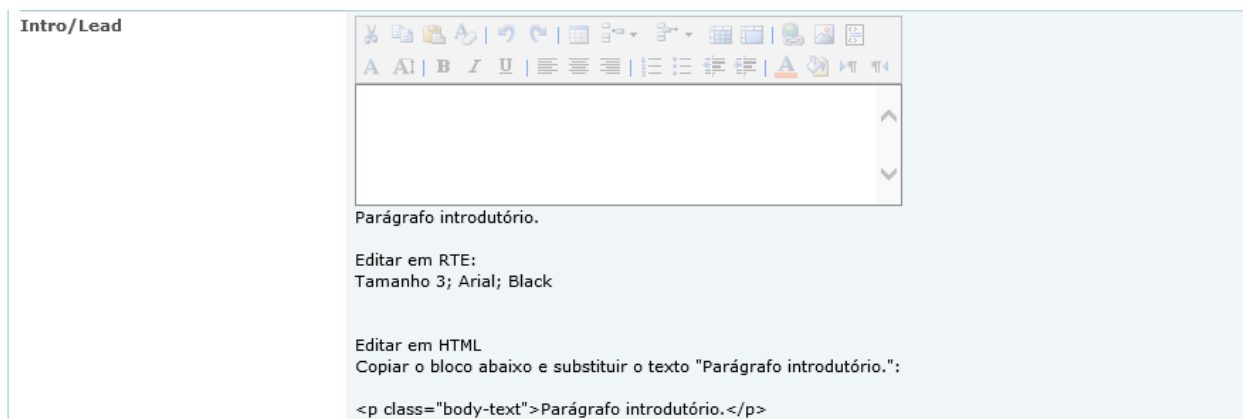 Intro/Lead
Parágrafo introdutório.
Editar em RTE:
Tamanho 3; Arial; Black
Editar em HTML
Copiar o bloco abaixo e substituir o texto "Parágrafo introdutório.":
<p class="body-text">Parágrafo introdutório.</p>